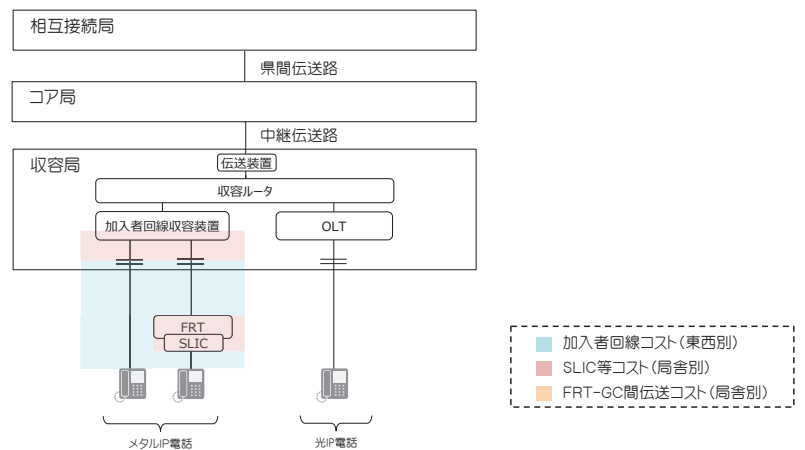 相互接続局
県間伝送路
コア局
中継伝送路
収容局
伝送装置
収容ルータ
加入者回線収容装置
OLT
FRT
SLIC
メタルIP電話
光IP電話
加入者回線コスト(東西別)
SLIC等コスト(局舎別)
FRT-GC間伝送コスト(局舎別)